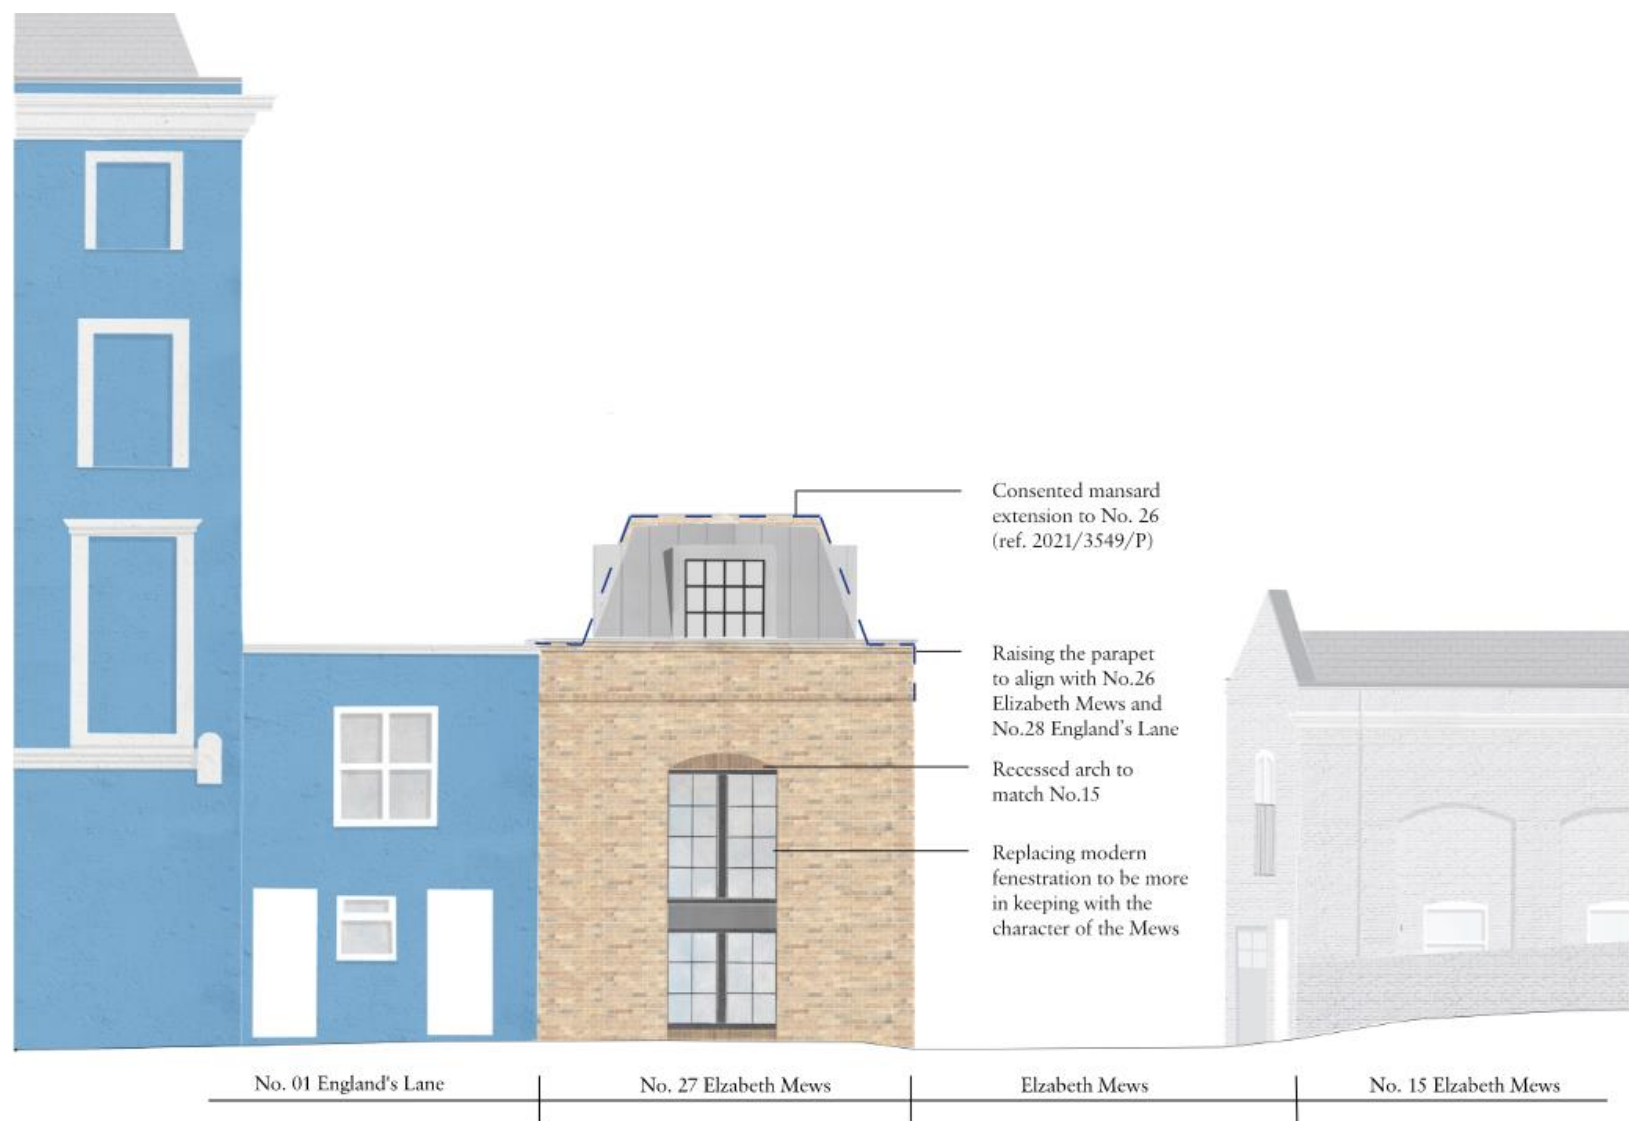 Consented mansard
extension to No. 26
(ref. 2021/3549/P)
Raising the parapet
to align with No.26
Elizabeth Mews and
No.28 England's Lane
Recessed arch to
match No.15
Replacing modern
fenestration to be more
in keeping with the
character of the Mews
No. 01 England's Lane
No. 27 Elzabeth Mews
Elzabeth Mews
No. 15 Elzabeth Mews